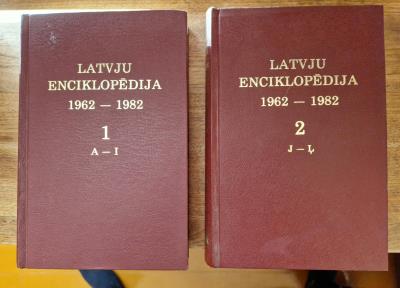 LATVJU
ENCIKLOPĒDIJA
1962 — 1982
1
A — I
LATVJU
ENCIKLOPĒDIJA
1962 — 1982
2
J — Ļ